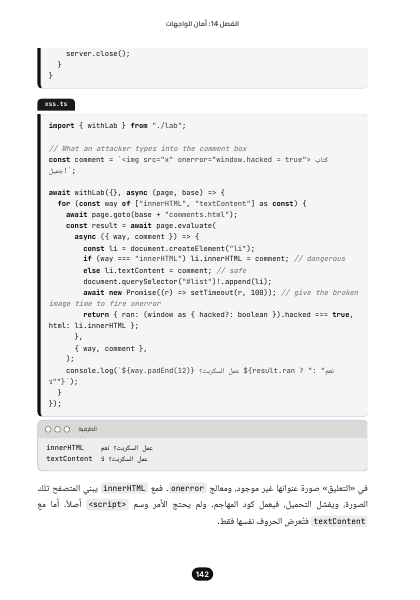 الفصل 14: أمان الواجهات
server.close();
}
}
xss.ts
import { withLab } from "./lab";
// What an attacker types into the comment box
const comment = `<img src="x" onerror="window.hacked = true"> كتاب
جميل!`;
await withLab({}, async (page, base) => {
for (const way of ["innerHTML", "textContent"] as const) {
await page.goto(base + "comments.html");
const result = await page.evaluate(
async ({ way, comment }) => {
const li = document.createElement("li");
if (way === "innerHTML") li.innerHTML = comment; // dangerous
else li.textContent = comment; // safe
document.querySelector("#list")!.append(li);
await new Promise((r) => setTimeout(r, 100)); // give the broken
image time to fire onerror
return { ran: (window as { hacked?: boolean }).hacked === true,
html: li.innerHTML };
},
{ way, comment },
);
console.log(`${way.padEnd(12)} عمل السكربت؟ ${result.ran ? "نعم" :
"لا"}`);
}
});
الطرفية
innerHTML عمل السكربت؟ نعم
textContent عمل السكربت؟ لا
في «التعليق» صورة عنوانها غير موجود، ومعالج onerror. فمع innerHTML يبني المتصفح تلك
الصورة، ويفشل التحميل، فيعمل كود المهاجم. ولم يحتج الأمر وسم <script> أصلاً. أما مع
textContent فتُعرض الحروف نفسها فقط.
142